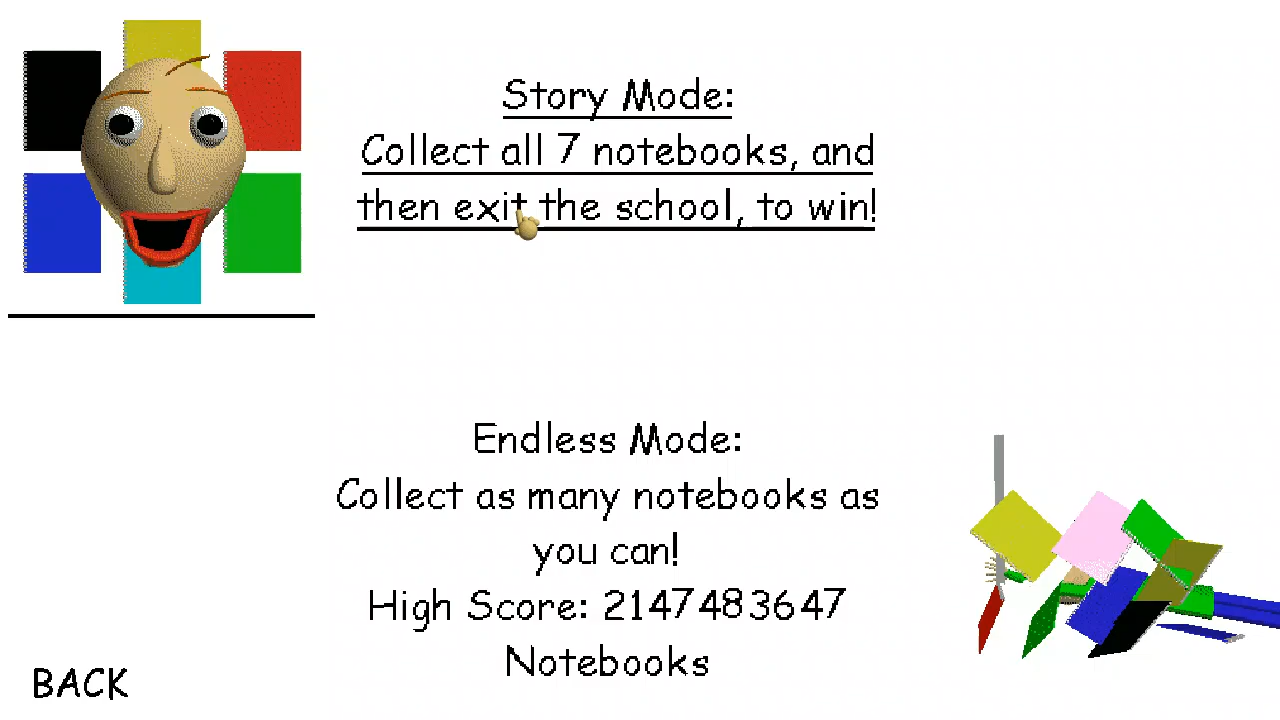 Story Mode:
Collect all 7 notebooks, and
then exit the school, to win!
Endless Mode:
Collect as many notebooks as
you can!
High Score: 2147483647
Notebooks
BACK